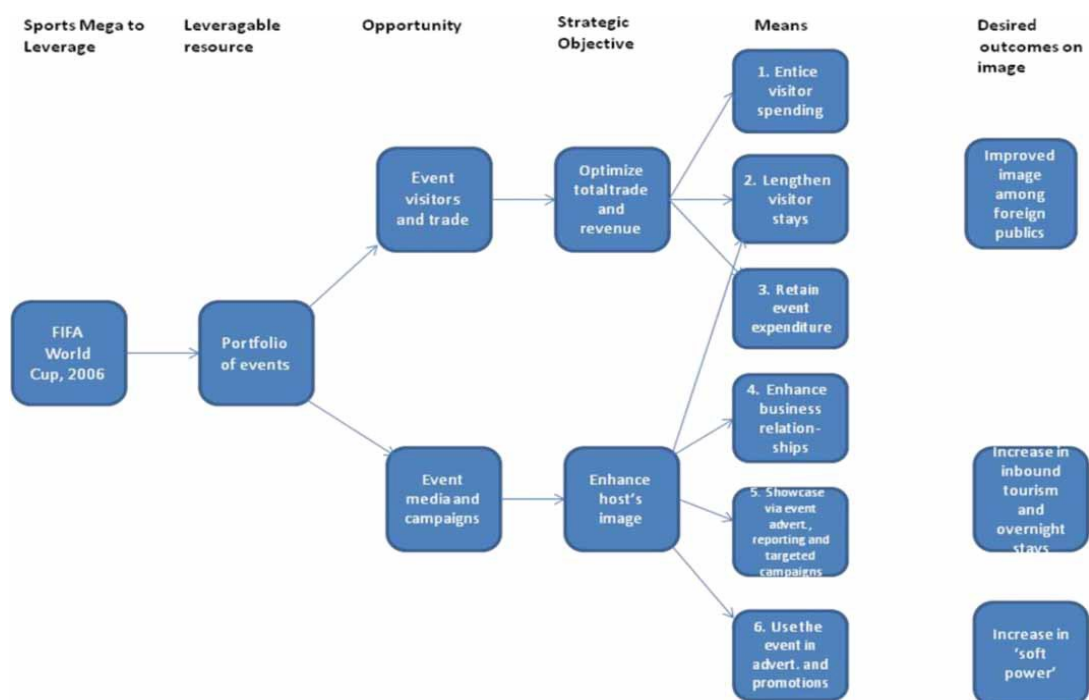 Sports Mega to
Leverage
Leveragable
resource
Opportunity
Strategic
Objective
Means
Desired
outcomes on
image
FIFA
World
Cup, 2006
Portfolio
of events
Event
visitors
and trade
Event
media and
campaigns
Optimize
total trade
and
revenue
Enhance
host's
image
1. Entice
visitor
spending
2. Lengthen
visitor
stays
3. Retain
event
expenditure
4. Enhance
business
relation-
ships
5. Showcase
via event
advert.,
reporting and
targeted
campaigns
6. Use the
event in
advert. and
promotions
Improved
image
among
foreign
publics
Increase in
inbound
tourism
and
overnight
stays
Increase in
'soft
power'